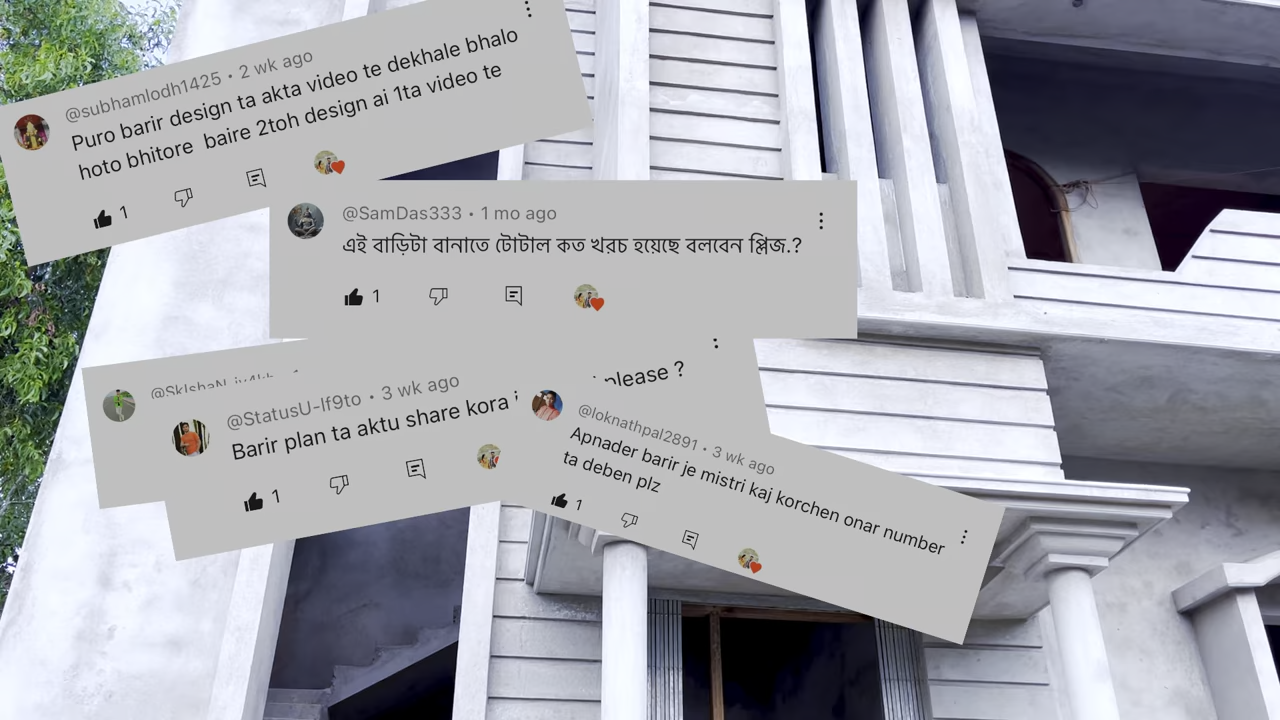 @subhamlodh1425 • 2 wk ago
Puro barir design ta akta video te dekhale bhalo
hoto bhitore baire 2toh design ai 1ta video te
1
@SamDas333 • 1 mo ago
এই বাড়িটা বানাতে টোটাল কত খরচ হয়েছে বলবেন প্লিজ.?
1
please ?
@StatusU-lf9to • 3 wk ago
Barir plan ta aktu share kora
1
@loknathpal2891 • 3 wk ago
Apnader barir je mistri kaj korchen onar number
ta deben plz
1